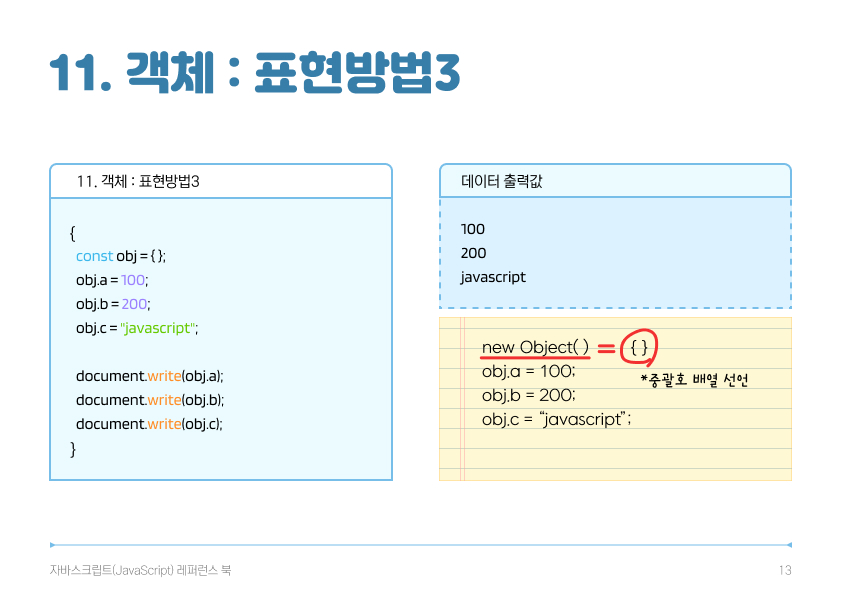 11. 객체 : 표현방법3
11. 객체 : 표현방법3
{
const obj = { };
obj.a = 100;
obj.b = 200;
obj.c = "javascript";
document.write(obj.a);
document.write(obj.b);
document.write(obj.c);
}
데이터 출력값
100
200
javascript
new Object( ) = { }
obj.a = 100;
*중괄호 배열 선언
obj.b = 200;
obj.c = “javascript”;
자바스크립트(JavaScript) 레퍼런스 북
13